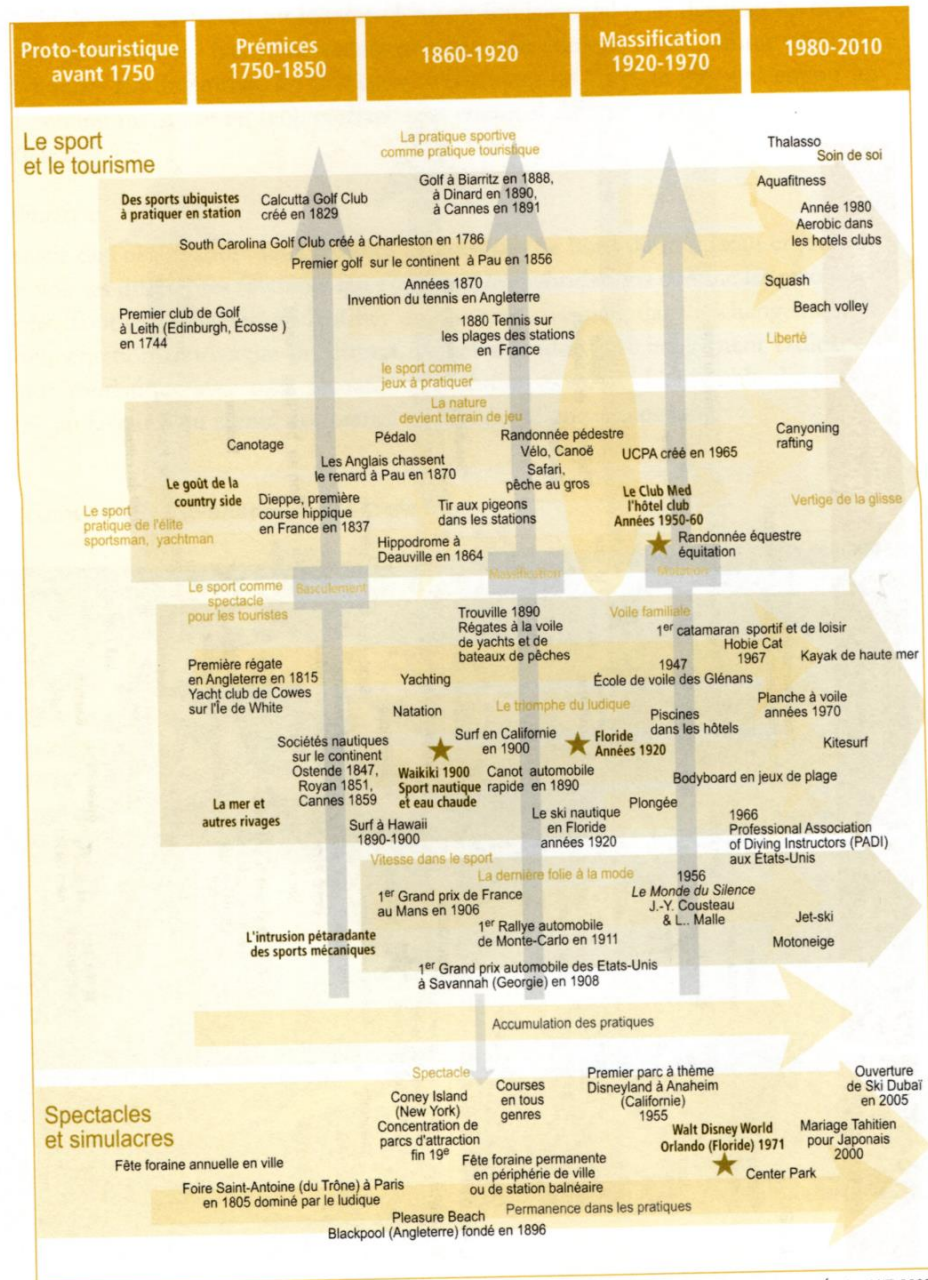 Proto-touristique
avant 1750
Prémices
1750-1850
1860-1920
Massification
1920-1970
1980-2010
Le sport
et le tourisme
La pratique sportive
comme pratique touristique
Thalasso
Soin de soi
Des sports ubiquistes
à pratiquer en station
Calcutta Golf Club
créé en 1829
Golf à Biarritz en 1888,
à Dinard en 1890,
à Cannes en 1891
Aquafitness
Année 1980
Aerobic dans
les hotels clubs
South Carolina Golf Club créé à Charleston en 1786
Premier golf sur le continent à Pau en 1856
Années 1870
Invention du tennis en Angleterre
Squash
Premier club de Golf
à Leith (Edinburgh, Écosse )
en 1744
1880 Tennis sur
les plages des stations
en France
Beach volley
Liberté
le sport comme
jeux à pratiquer
La nature
devient terrain de jeu
Canotage
Pédalo
Randonnée pédestre
Vélo, Canoë
Safari,
pêche au gros
UCPA créé en 1965
Canyoning
rafting
Les Anglais chassent
le renard à Pau en 1870
Le goût de la
country side
Le sport
pratique de l'élite
sportsman, yachtman
Dieppe, première
course hippique
en France en 1837
Tir aux pigeons
dans les stations
Le Club Med
l'hôtel club
Années 1950-60
Vertige de la glisse
Hippodrome à
Deauville en 1864
Randonnée équestre
équitation
Le sport comme
spectacle
pour les touristes
Basculement
Massification
Mutation
Trouville 1890
Régates à la voile
de yachts et de
bateaux de pêches
Voile familiale
1er catamaran sportif et de loisir
Hobie Cat
1967
Kayak de haute mer
Première régate
en Angleterre en 1815
Yacht club de Cowes
sur l'Île de White
Yachting
1947
École de voile des Glénans
Natation
Le triomphe du ludique
Piscines
dans les hôtels
Planche à voile
années 1970
Sociétés nautiques
sur le continent
Ostende 1847,
Royan 1851,
Cannes 1859
Surf en Californie
en 1900
Floride
Années 1920
Kitesurf
Waikiki 1900
Sport nautique
et eau chaude
Canot automobile
rapide en 1890
Bodyboard en jeux de plage
La mer et
autres rivages
Surf à Hawaii
1890-1900
Le ski nautique
en Floride
années 1920
Plongée
1966
Professional Association
of Diving Instructors (PADI)
aux États-Unis
Vitesse dans le sport
La dernière folie à la mode
1er Grand prix de France
au Mans en 1906
1956
Le Monde du Silence
J.-Y. Cousteau
& L.. Malle
Jet-ski
L'intrusion pétaradante
des sports mécaniques
1er Rallye automobile
de Monte-Carlo en 1911
Motoneige
1er Grand prix automobile des Etats-Unis
à Savannah (Georgie) en 1908
Accumulation des pratiques
Spectacles
et simulacres
Spectacle
Coney Island
(New York)
Concentration de
parcs d'attraction
fin 19e
Courses
en tous
genres
Premier parc à thème
Disneyland à Anaheim
(Californie)
1955
Ouverture
de Ski Dubaï
en 2005
Walt Disney World
Orlando (Floride) 1971
Mariage Tahitien
pour Japonais
2000
Fête foraine annuelle en ville
Fête foraine permanente
en périphérie de ville
ou de station balnéaire
Center Park
Foire Saint-Antoine (du Trône) à Paris
en 1805 dominé par le ludique
Permanence dans les pratiques
Pleasure Beach
Blackpool (Angleterre) fondé en 1896